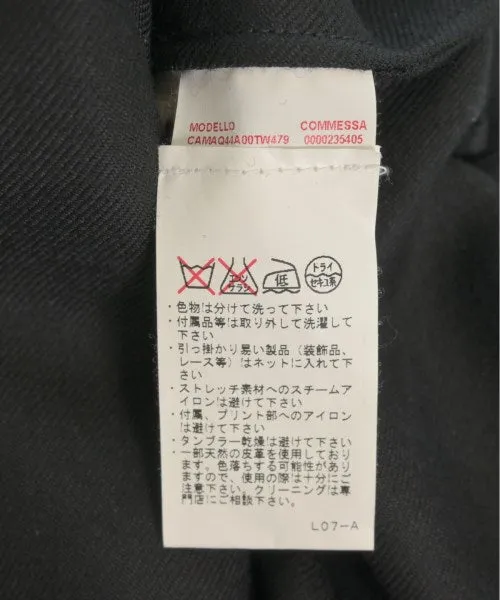 MODELLO COMMESSA
CAMAQ44A00TW479 0000235405
エンソ
サラシ
低
ドライ
セキユ系
・色物は分けて洗って下さい
・付属品等は取り外して洗濯して
下さい
・引っ掛かり易い製品（装飾品、
レース等）はネットに入れて下
さい
・ストレッチ素材へのスチームア
イロンは避けて下さい
・付属、プリント部へのアイロン
は避けて下さい
・タンブラー乾燥は避けて下さい
・一部天然の皮革を使用しており
ます。色落ちする可能性があり
ますので、使用の際は十分にご
注意下さい。クリーニングは専
門店にご相談下さい。
L07-A